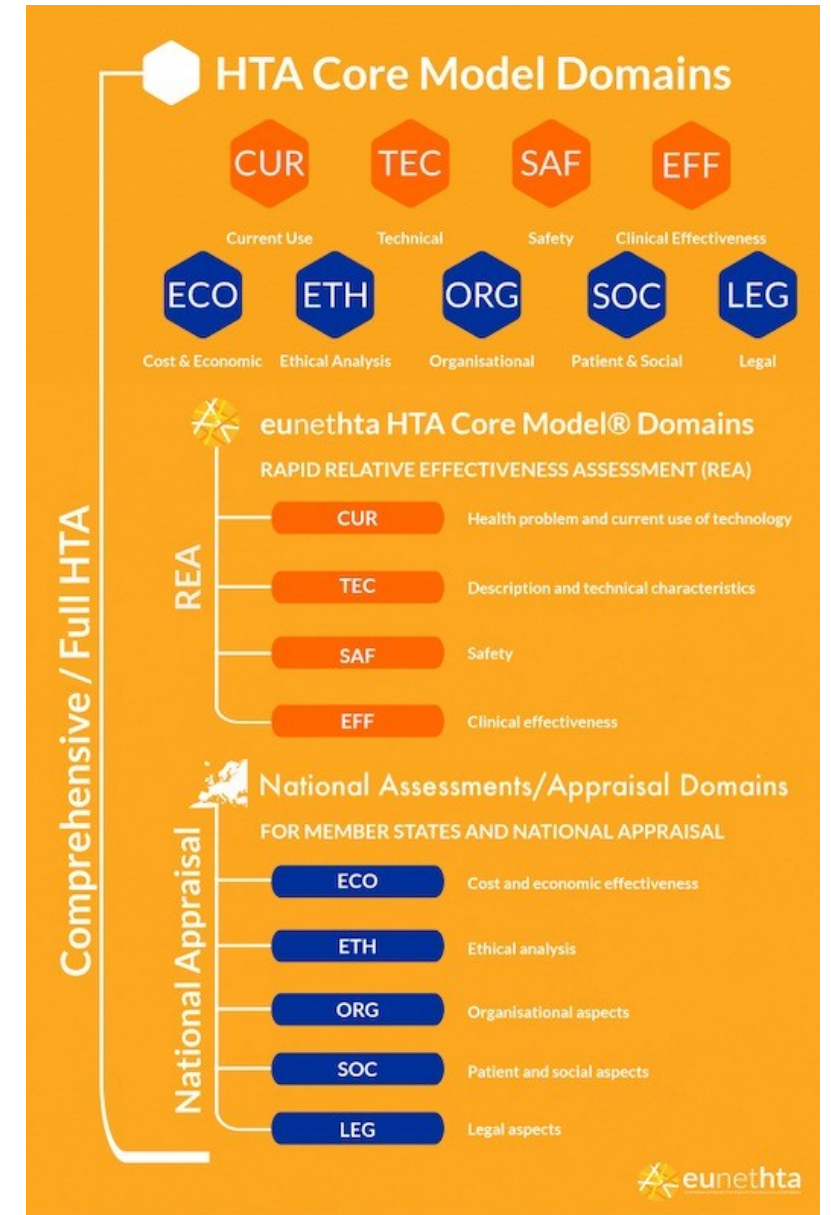 HTA Core Model Domains
CUR TEC SAF EFF
Current Use Technical Safety Clinical Effectiveness
ECO ETH ORG SOC LEG
Cost & Economic Ethical Analysis Organisational Patient & Social Legal
Comprehensive / Full HTA
eunethta HTA Core Model® Domains
RAPID RELATIVE EFFECTIVENESS ASSESSMENT (REA)
REA
CUR Health problem and current use of technology
TEC Description and technical characteristics
SAF Safety
EFF Clinical effectiveness
National Assessments/Appraisal Domains
FOR MEMBER STATES AND NATIONAL APPRAISAL
National Appraisal
ECO Cost and economic effectiveness
ETH Ethical analysis
ORG Organisational aspects
SOC Patient and social aspects
LEG Legal aspects
eunethta